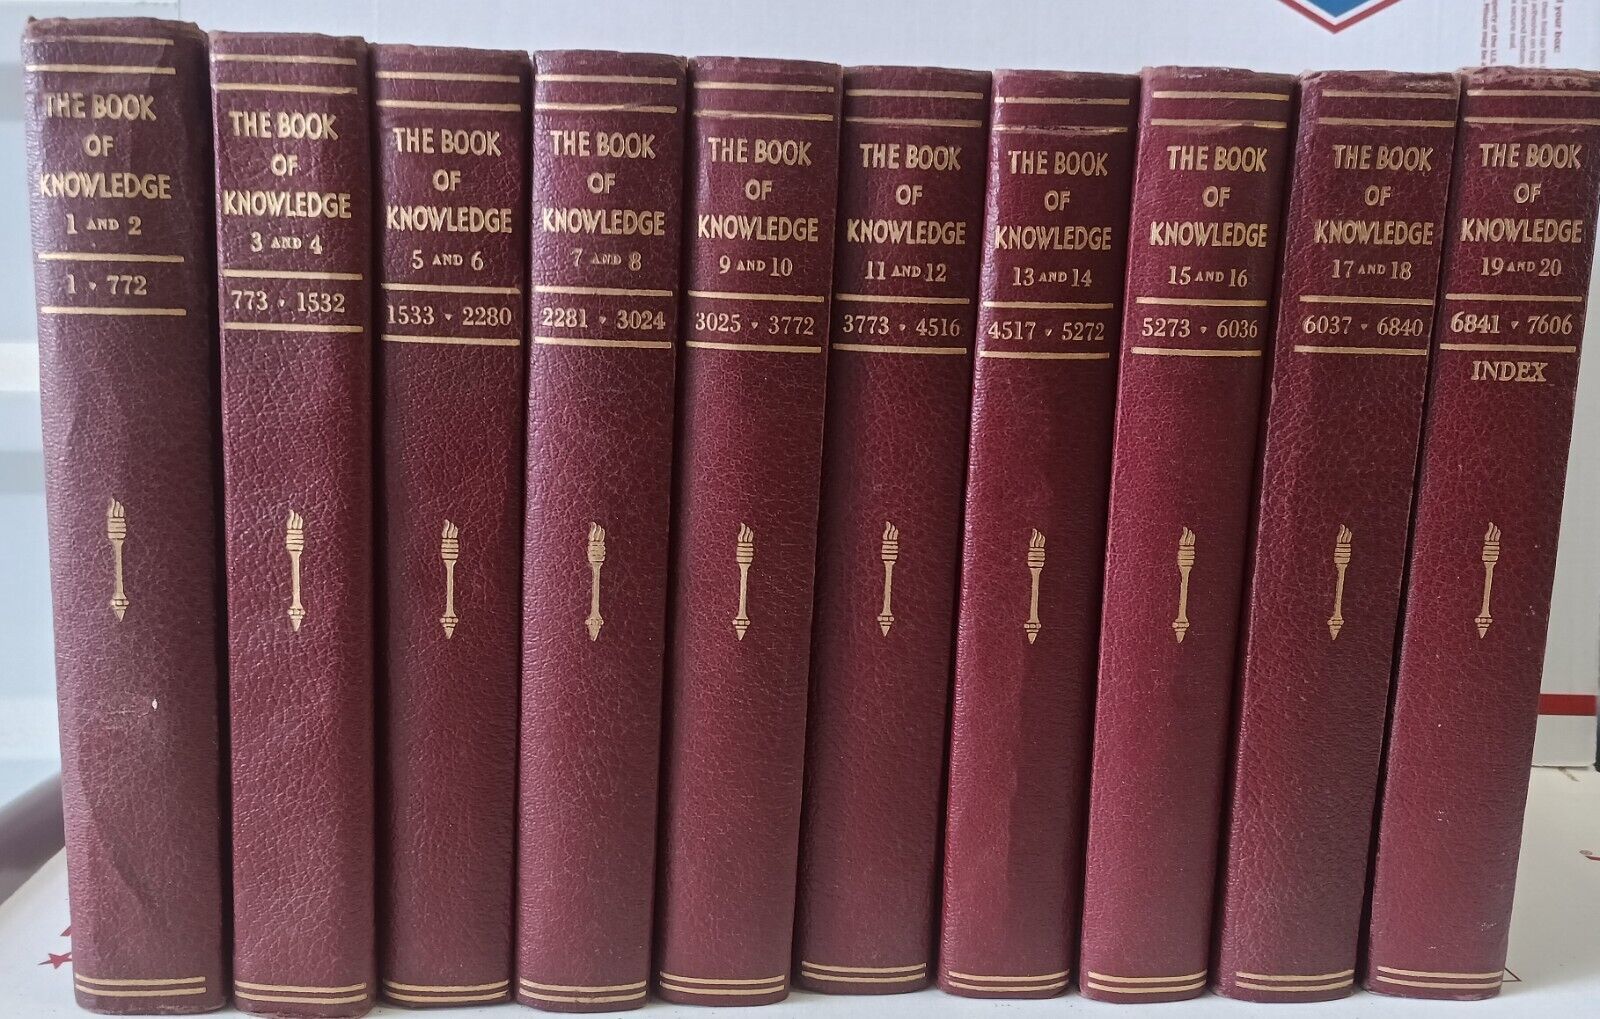 THE BOOK
OF
KNOWLEDGE
1 AND 2
1 • 772
THE BOOK
OF
KNOWLEDGE
3 AND 4
773 • 1532
THE BOOK
OF
KNOWLEDGE
5 AND 6
1533 • 2280
THE BOOK
OF
KNOWLEDGE
7 AND 8
2281 • 3024
THE BOOK
OF
KNOWLEDGE
9 AND 10
3025 • 3772
THE BOOK
OF
KNOWLEDGE
11 AND 12
3773 • 4516
THE BOOK
OF
KNOWLEDGE
13 AND 14
4517 • 5272
THE BOOK
OF
KNOWLEDGE
15 AND 16
5273 • 6036
THE BOOK
OF
KNOWLEDGE
17 AND 18
6037 • 6840
THE BOOK
OF
KNOWLEDGE
19 AND 20
6841 • 7606
INDEX
your box: